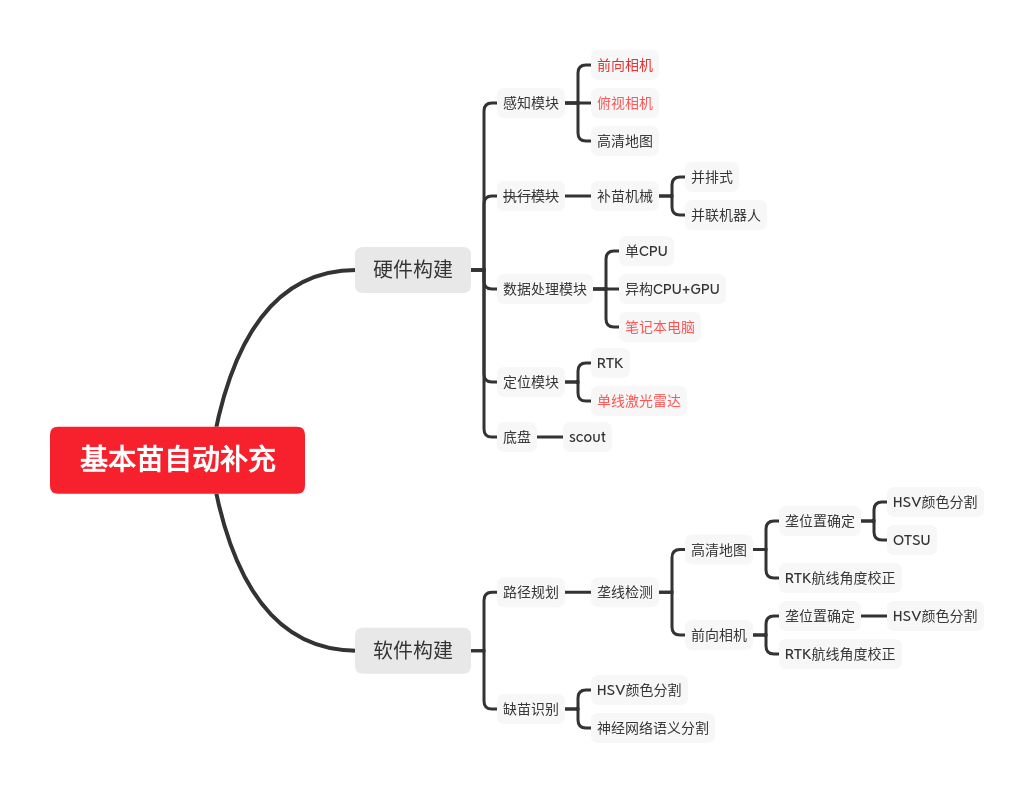 基本苗自动补充
硬件构建
感知模块
前向相机
俯视相机
高清地图
执行模块
补苗机械
并排式
并联机器人
数据处理模块
单CPU
异构CPU+GPU
笔记本电脑
定位模块
RTK
单线激光雷达
底盘
scout
软件构建
路径规划
垄线检测
高清地图
垄位置确定
HSV颜色分割
OTSU
RTK航线角度校正
前向相机
垄位置确定
HSV颜色分割
RTK航线角度校正
缺苗识别
HSV颜色分割
神经网络语义分割